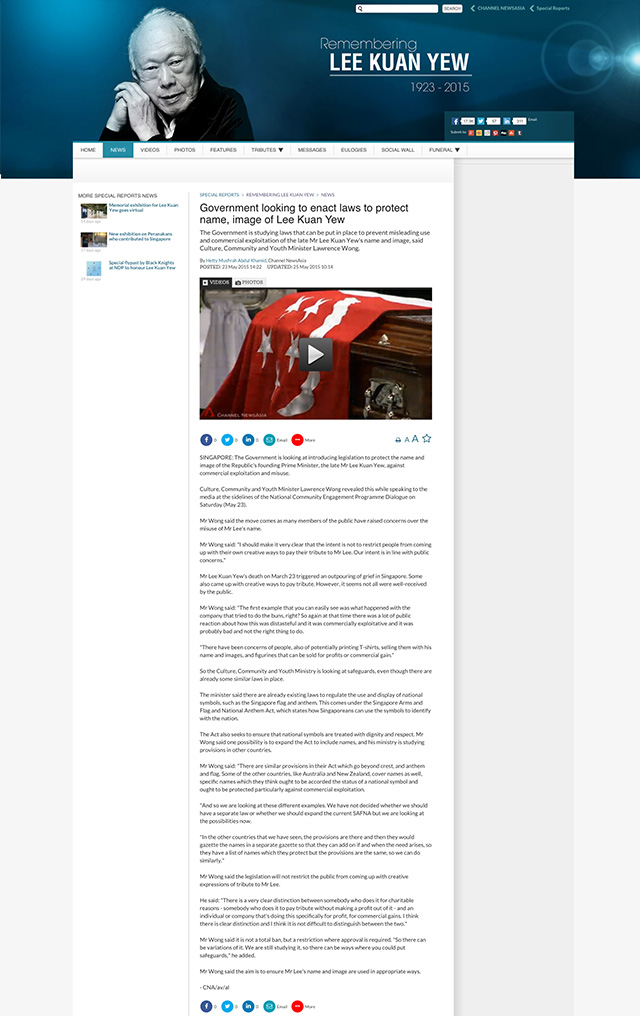 SEARCH
CHANNEL NEWSASIA
Special Reports
Remembering
LEE KUAN YEW
1923 - 2015
17.3K
57
311
Email
Submit to
HOME
NEWS
VIDEOS
PHOTOS
FEATURES
TRIBUTES
MESSAGES
EULOGIES
SOCIAL WALL
FUNERAL
MORE SPECIAL REPORTS NEWS
Memorial exhibition for Lee Kuan
Yew goes virtual
New exhibition on Peranakans
who contributed to Singapore
Special flypast by Black Knights
at NDP to honour Lee Kuan Yew
SPECIAL REPORTS > REMEMBERING LEE KUAN YEW > NEWS
Government looking to enact laws to protect
name, image of Lee Kuan Yew
The Government is studying laws that can be put in place to prevent misleading use
and commercial exploitation of the late Mr Lee Kuan Yew's name and image, said
Culture, Community and Youth Minister Lawrence Wong.
By Hetty Musfirah Abdul Khamid, Channel NewsAsia
POSTED: 23 May 2015 14:22 UPDATED: 25 May 2015 10:14
VIDEOS
PHOTOS
CHANNEL NEWSASIA
0
0
0
Email
More
A A
SINGAPORE: The Government is looking at introducing legislation to protect the name and
image of the Republic's founding Prime Minister, the late Mr Lee Kuan Yew, against
commercial exploitation and misuse.
Culture, Community and Youth Minister Lawrence Wong revealed this while speaking to the
media at the sidelines of the National Community Engagement Programme Dialogue on
Saturday (May 23).
Mr Wong said the move comes as many members of the public have raised concerns over the
misuse of Mr Lee's name.
Mr Wong said: "I should make it very clear that the intent is not to restrict people from coming
up with their own creative ways to pay their tribute to Mr Lee. Our intent is in line with public
concerns."
Mr Lee Kuan Yew's death on March 23 triggered an outpouring of grief in Singapore. Some
also came up with creative ways to pay tribute. However, it seems not all were well-received
by the public.
Mr Wong said: "The first example that you can easily see was what happened with the
company that tried to do the buns, right? So again at that time there was a lot of public
reaction about how this was distasteful and it was commercially exploitative and it was
probably bad and not the right thing to do.
"There have been concerns of people, also of potentially printing T-shirts, selling them with his
name and images, and figurines that can be sold for profits or commercial gain."
So the Culture, Community and Youth Ministry is looking at safeguards, even though there are
already some similar laws in place.
The minister said there are already existing laws to regulate the use and display of national
symbols, such as the Singapore flag and anthem. This comes under the Singapore Arms and
Flag and National Anthem Act, which states how Singaporeans can use the symbols to identify
with the nation.
The Act also seeks to ensure that national symbols are treated with dignity and respect. Mr
Wong said one possibility is to expand the Act to include names, and his ministry is studying
provisions in other countries.
Mr Wong said: "There are similar provisions in their Act which go beyond crest, and anthem
and flag. Some of the other countries, like Australia and New Zealand, cover names as well,
specific names which they think ought to be accorded the status of a national symbol and
ought to be protected particularly against commercial exploitation.
"And so we are looking at these different examples. We have not decided whether we should
have a separate law or whether we should expand the current SAFNA but we are looking at
the possibilities now.
"In the other countries that we have seen, the provisions are there and then they would
gazette the names in a separate gazette so that they can add on if and when the need arises, so
they have a list of names which they protect but the provisions are the same, so we can do
similarly."
Mr Wong said the legislation will not restrict the public from coming up with creative
expressions of tribute to Mr Lee.
He said: "There is a very clear distinction between somebody who does it for charitable
reasons - somebody who does it to pay tribute without making a profit out of it - and an
individual or company that's doing this specifically for profit, for commercial gains. I think
there is clear distinction and I think it is not difficult to distinguish between the two."
Mr Wong said it is not a total ban, but a restriction where approval is required. "So there can
be variations of it. We are still studying it, so there can be ways where you could put
safeguards," he added.
Mr Wong said the aim is to ensure Mr Lee's name and image are used in appropriate ways.
- CNA/av/al
0
0
0
Email
More